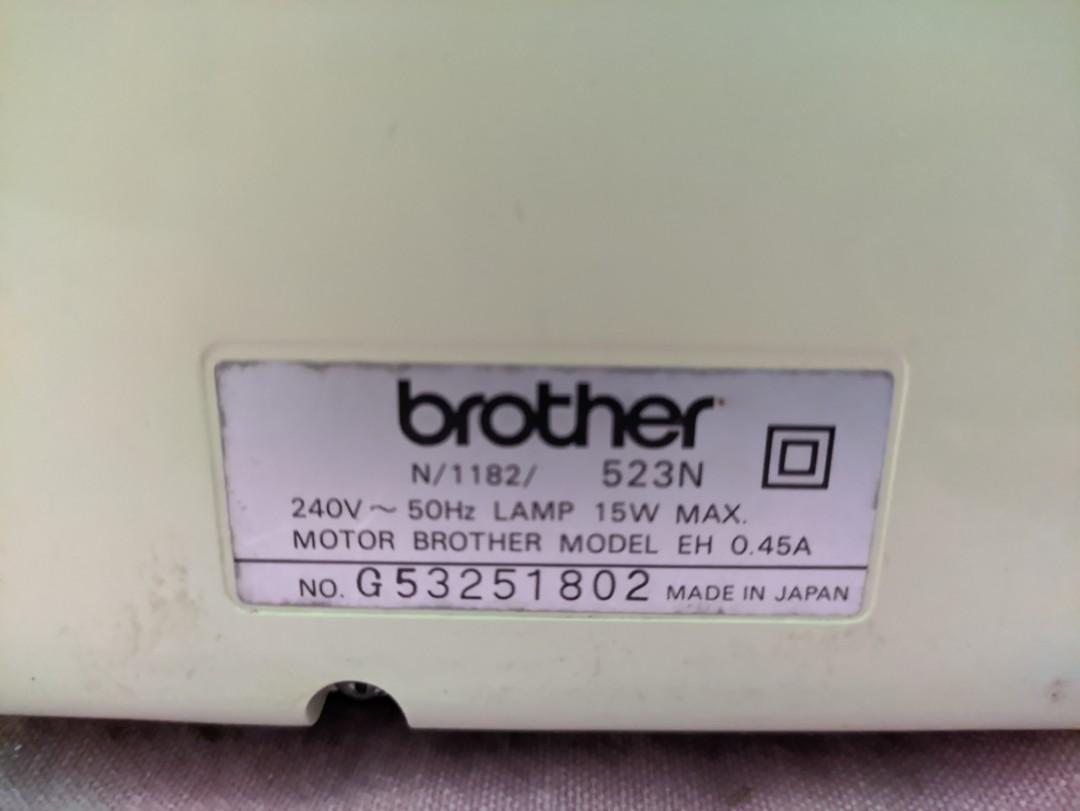 brother
N/1182/ 523N
240V ~ 50Hz LAMP 15W MAX.
MOTOR BROTHER MODEL EH 0.45A
NO. G53251802 MADE IN JAPAN